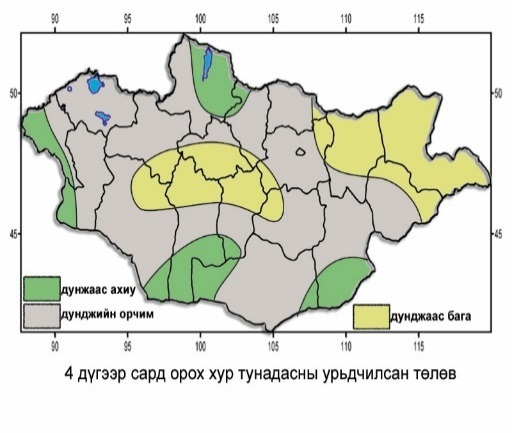 90 95 100 105 110 115
50 50
45 45
дунжаас ахиу
дунджийн орчим
дунджаас бага
90 95 100 105 110 115
4 дүгээр сард орох хур тунадасны урьдчилсан төлөв